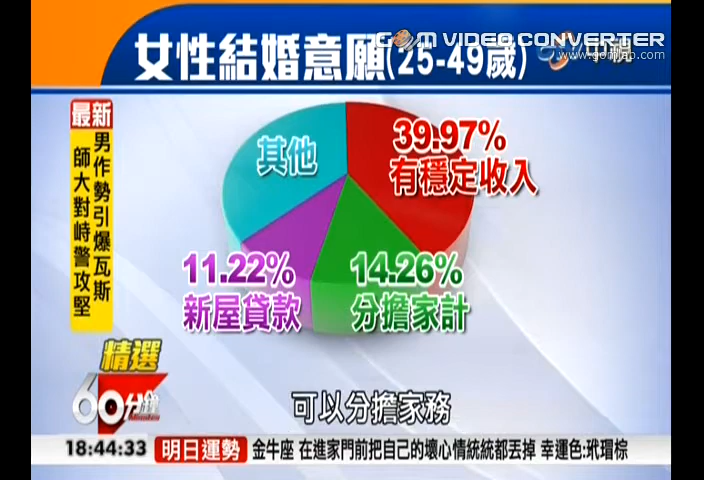 GOM VIDEO CONVERTER
www.gomlab.com
女性結婚意願(25-49歲)
中視
最新
男作勢引爆瓦斯
師大對峙警攻堅
其他
39.97%
有穩定收入
11.22%
新屋貸款
14.26%
分擔家計
精選
60分鐘
可以分擔家務
18:44:33
明日運勢
金牛座 在進家門前把自己的壞心情統統都丟掉 幸運色:玳瑁棕